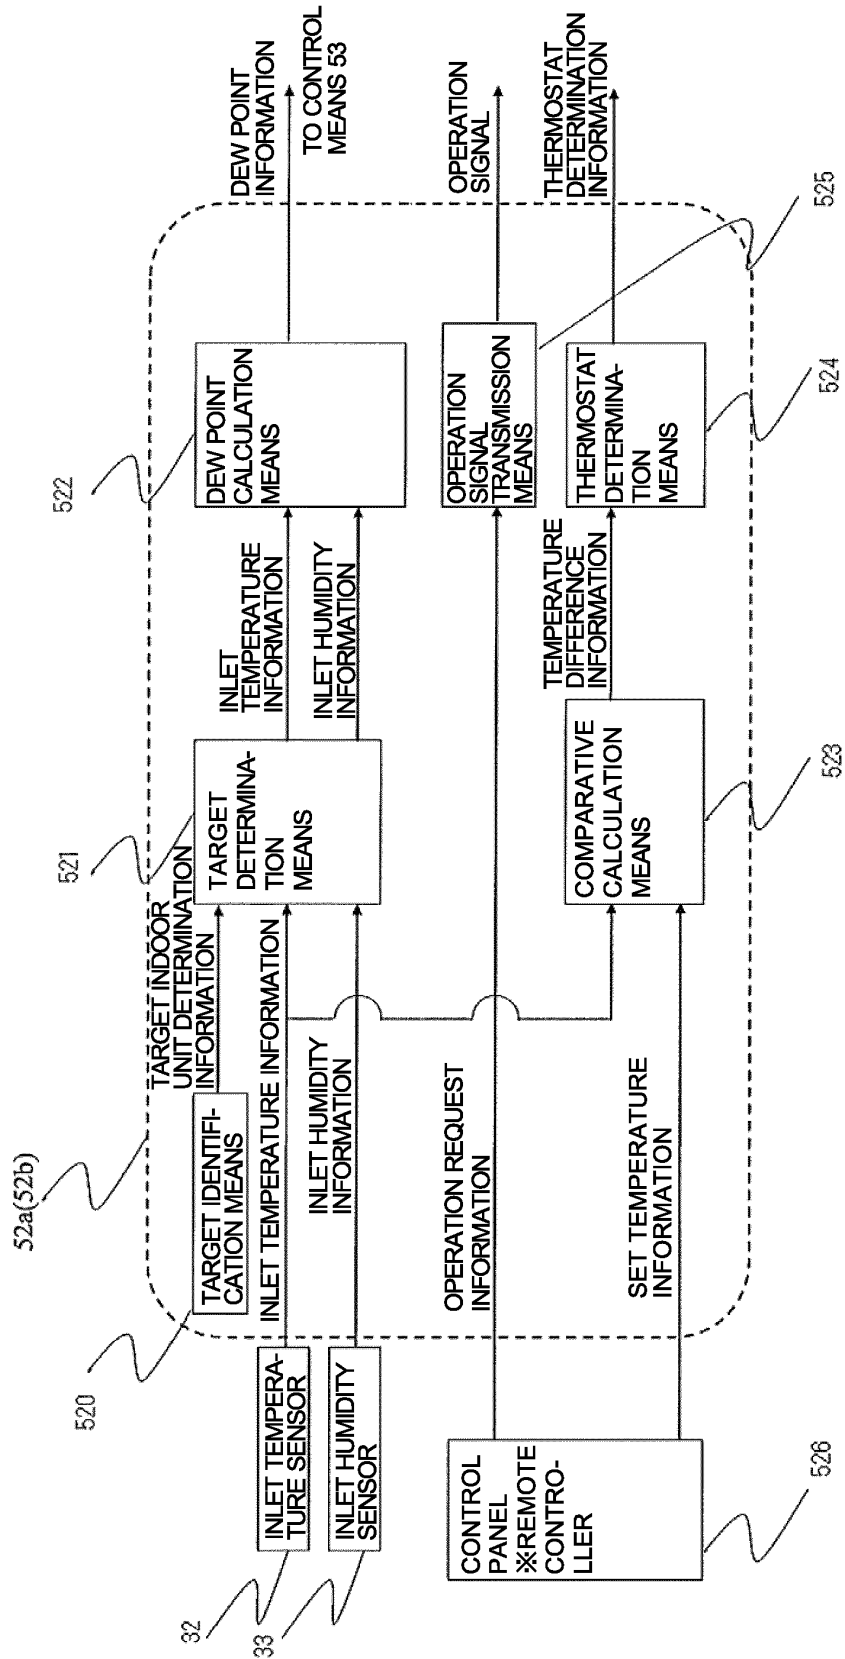 52a(52b)
520
TARGET IDENTIFI-
CATION MEANS
TARGET INDOOR
UNIT DETERMINATION
INFORMATION
521
TARGET
DETERMINA-
TION
MEANS
32
INLET TEMPERA-
TURE SENSOR
INLET TEMPERATURE INFORMATION
33
INLET HUMIDITY
SENSOR
INLET HUMIDITY
INFORMATION
INLET
TEMPERATURE
INFORMATION
INLET HUMIDITY
INFORMATION
522
DEW POINT
CALCULATION
MEANS
DEW POINT
INFORMATION
TO CONTROL
MEANS 53
CONTROL
PANEL
※REMOTE
CONTRO-
LLER
526
OPERATION REQUEST
INFORMATION
OPERATION
SIGNAL
TRANSMISSION
MEANS
525
OPERATION
SIGNAL
SET TEMPERATURE
INFORMATION
COMPARATIVE
CALCULATION
MEANS
523
TEMPERATURE
DIFFERENCE
INFORMATION
THERMOSTAT
DETERMINA-
TION
MEANS
524
THERMOSTAT
DETERMINATION
INFORMATION